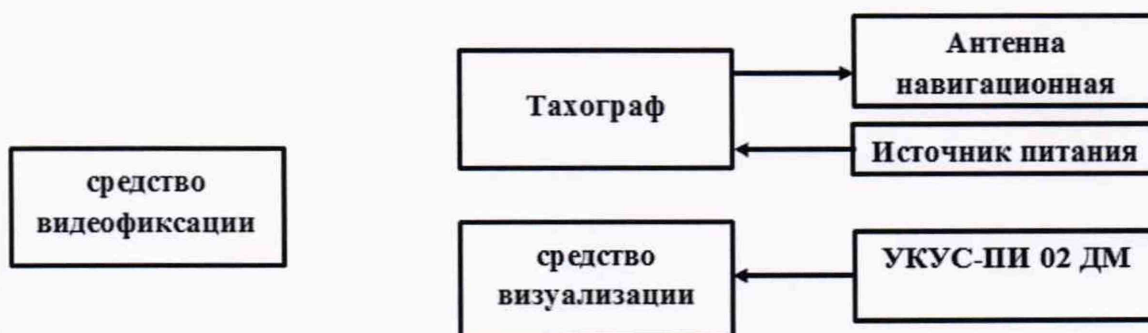 Антенна
навигационная
Тахограф
Источник питания
средство
видеофиксации
средство
визуализации
УКУС-ПИ 02 ДМ